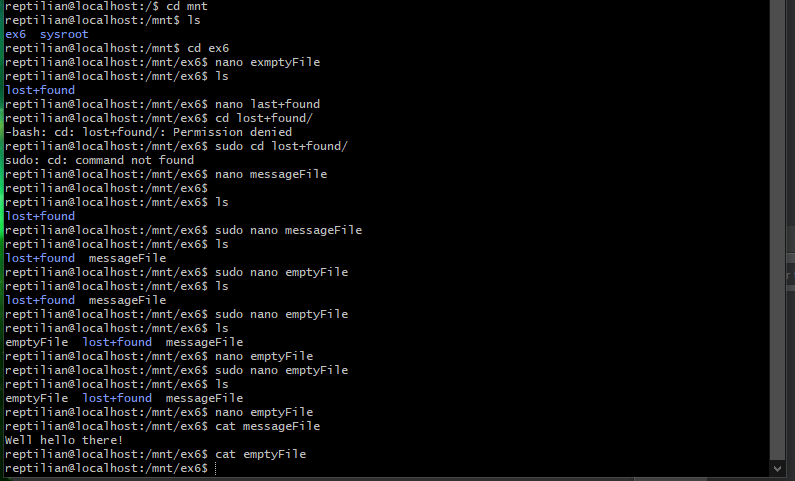 reptilian@localhost:/$ cd mnt
reptilian@localhost:/mnt$ ls
ex6  sysroot
reptilian@localhost:/mnt$ cd ex6
reptilian@localhost:/mnt/ex6$ nano exmptyFile
reptilian@localhost:/mnt/ex6$ ls
lost+found
reptilian@localhost:/mnt/ex6$ nano last+found
reptilian@localhost:/mnt/ex6$ cd lost+found/
-bash: cd: lost+found/: Permission denied
reptilian@localhost:/mnt/ex6$ sudo cd lost+found/
sudo: cd: command not found
reptilian@localhost:/mnt/ex6$ nano messageFile
reptilian@localhost:/mnt/ex6$
reptilian@localhost:/mnt/ex6$ ls
lost+found
reptilian@localhost:/mnt/ex6$ sudo nano messageFile
reptilian@localhost:/mnt/ex6$ ls
lost+found  messageFile
reptilian@localhost:/mnt/ex6$ sudo nano emptyFile
reptilian@localhost:/mnt/ex6$ ls
lost+found  messageFile
reptilian@localhost:/mnt/ex6$ sudo nano emptyFile
reptilian@localhost:/mnt/ex6$ ls
emptyFile  lost+found  messageFile
reptilian@localhost:/mnt/ex6$ nano emptyFile
reptilian@localhost:/mnt/ex6$ sudo nano emptyFile
reptilian@localhost:/mnt/ex6$ ls
emptyFile  lost+found  messageFile
reptilian@localhost:/mnt/ex6$ nano emptyFile
reptilian@localhost:/mnt/ex6$ cat messageFile
Well hello there!
reptilian@localhost:/mnt/ex6$ cat emptyFile
reptilian@localhost:/mnt/ex6$